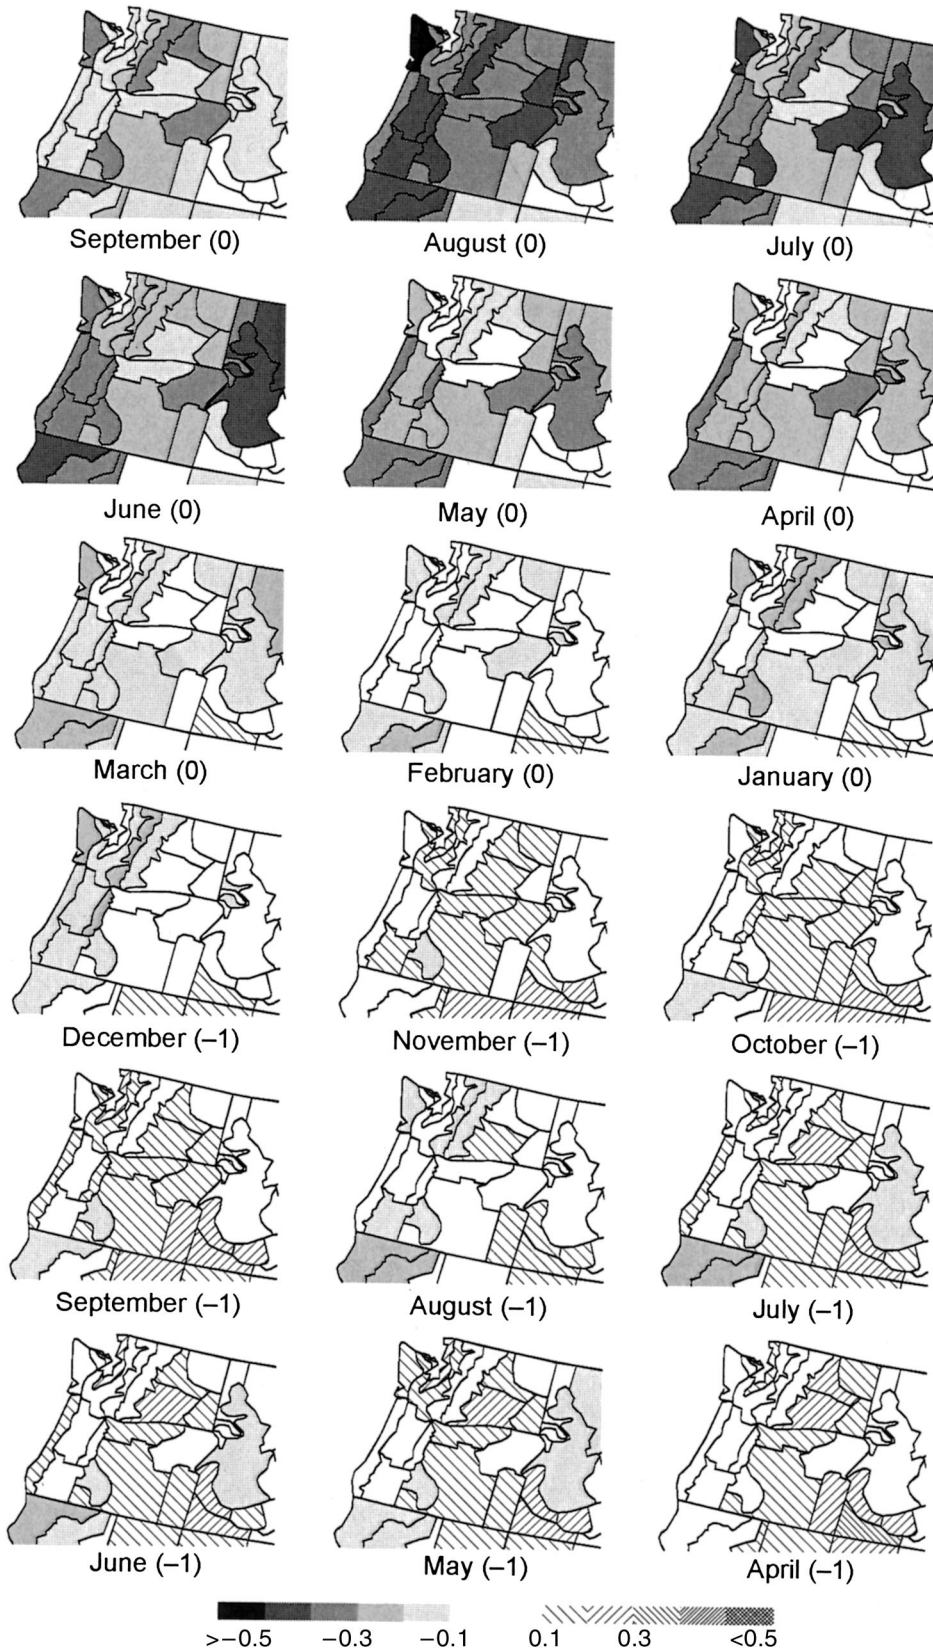 September (0) August (0) July (0)
June (0) May (0) April (0)
March (0) February (0) January (0)
December (–1) November (–1) October (–1)
September (–1) August (–1) July (–1)
June (–1) May (–1) April (–1)
>–0.5 –0.3 –0.1 0.1 0.3 <0.5